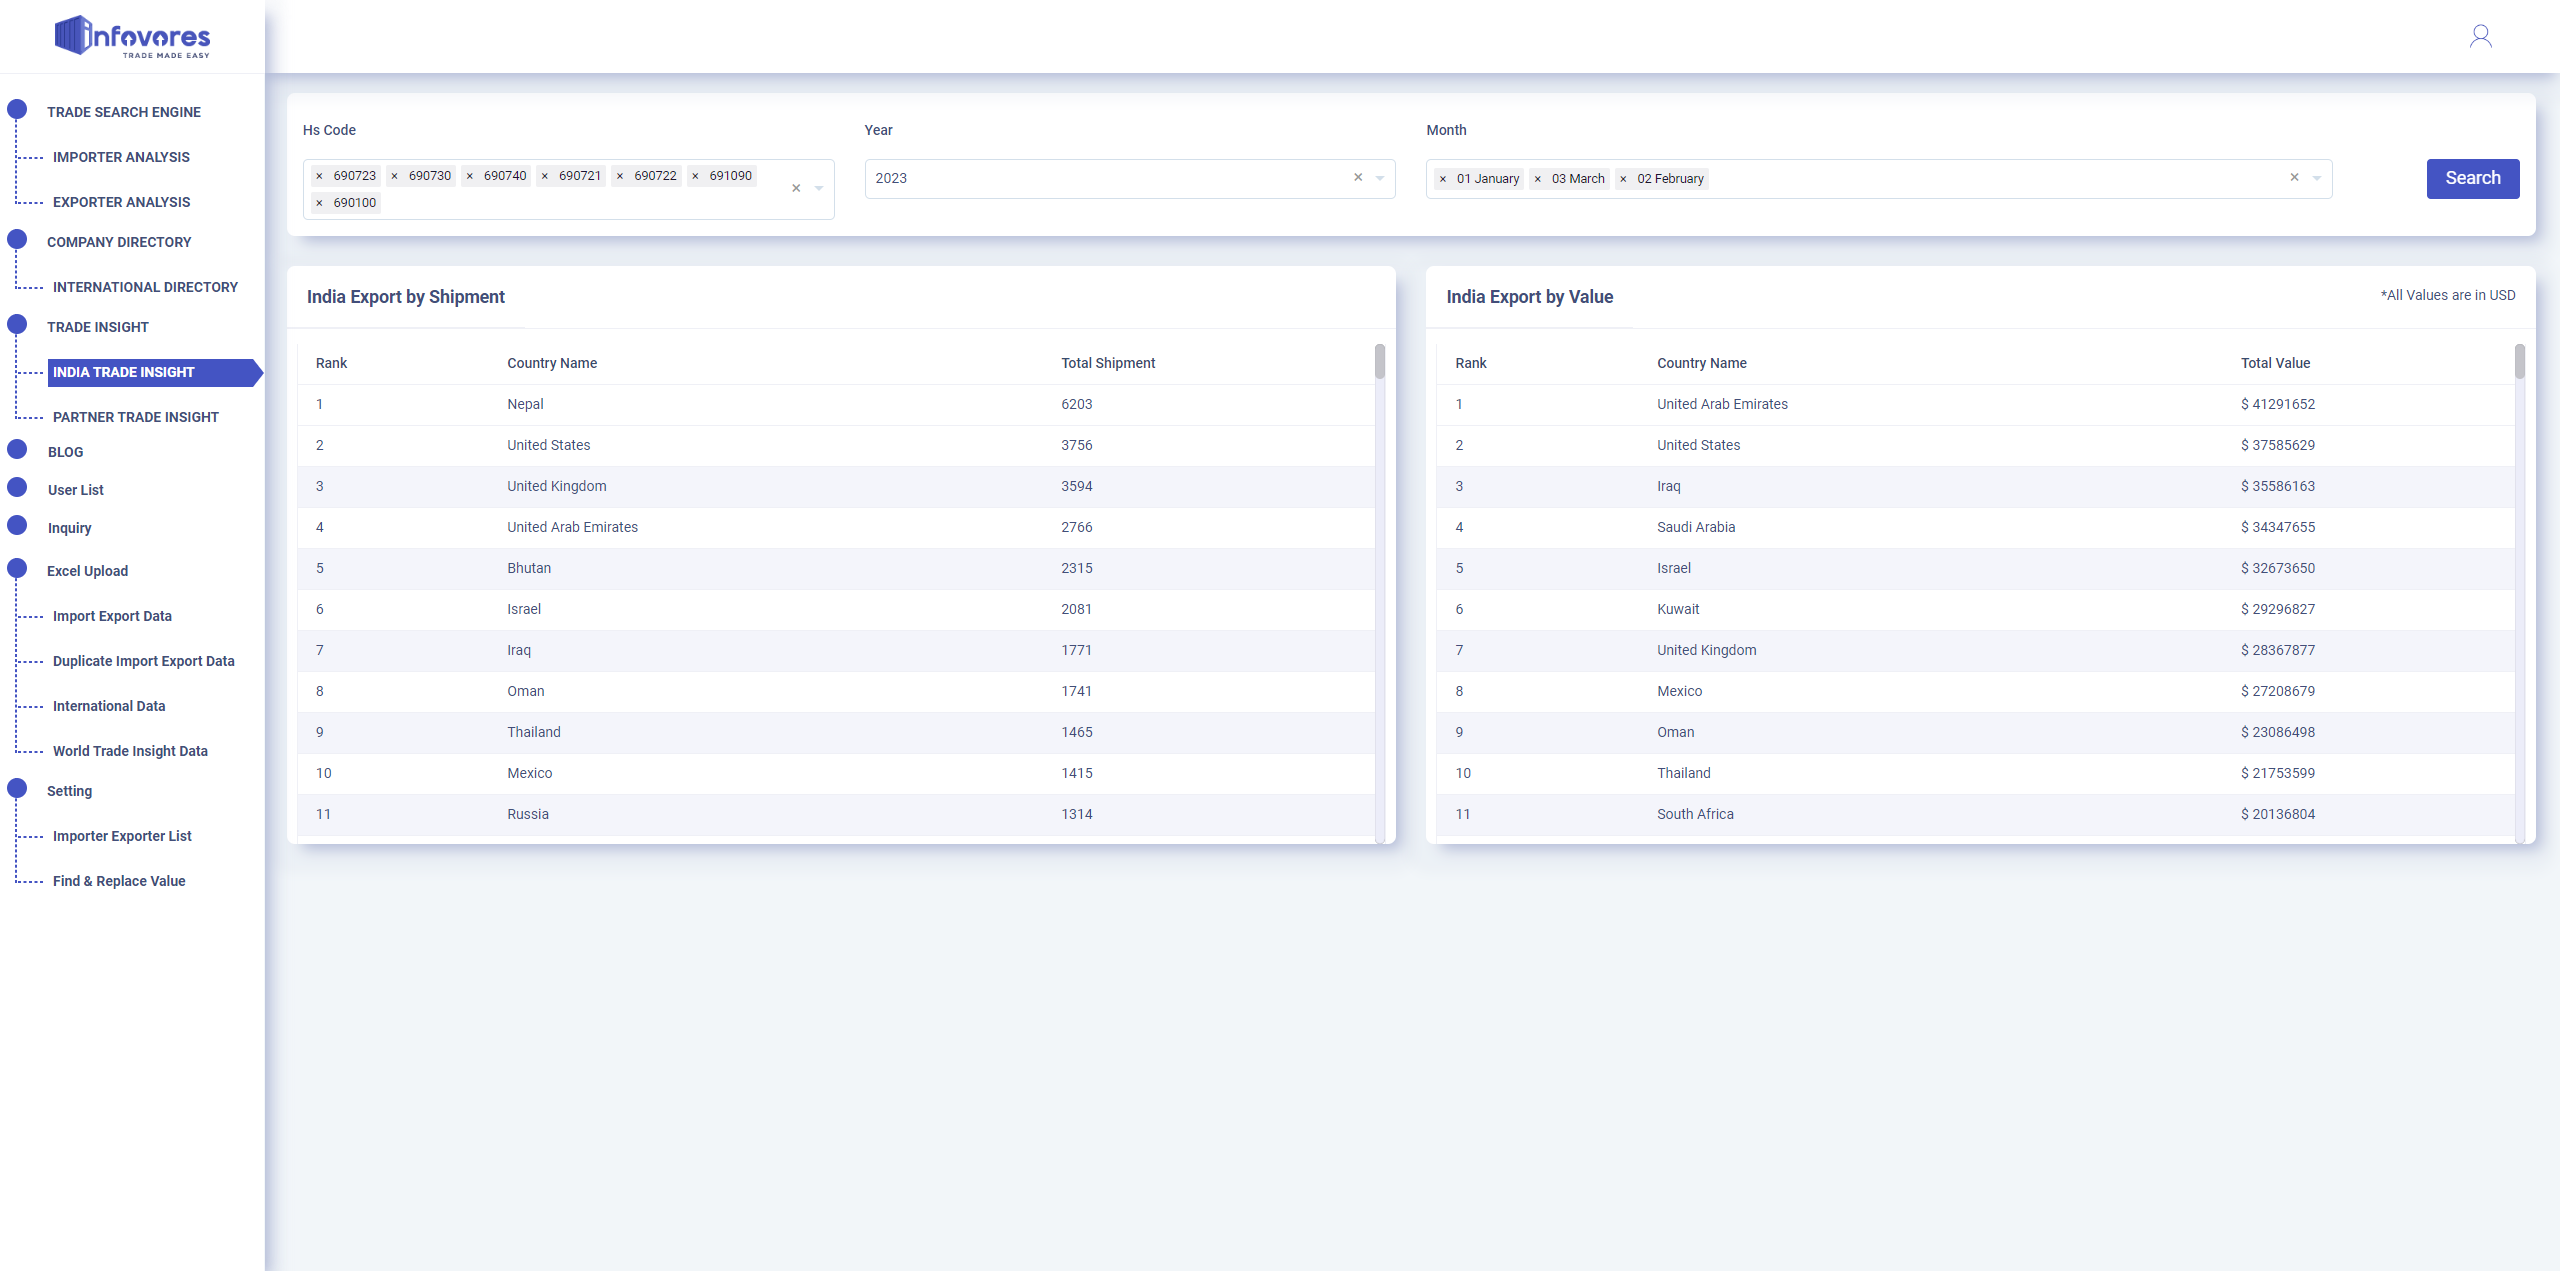 infovores
TRADE MADE EASY
TRADE SEARCH ENGINE
IMPORTER ANALYSIS
EXPORTER ANALYSIS
COMPANY DIRECTORY
INTERNATIONAL DIRECTORY
TRADE INSIGHT
INDIA TRADE INSIGHT
PARTNER TRADE INSIGHT
BLOG
User List
Inquiry
Excel Upload
Import Export Data
Duplicate Import Export Data
International Data
World Trade Insight Data
Setting
Importer Exporter List
Find & Replace Value
Hs Code
× 690723 × 690730 × 690740 × 690721 × 690722 × 691090
× 690100
×
Year
2023 ×
Month
× 01 January × 03 March × 02 February ×
Search
India Export by Shipment
Rank Country Name Total Shipment
1 Nepal 6203
2 United States 3756
3 United Kingdom 3594
4 United Arab Emirates 2766
5 Bhutan 2315
6 Israel 2081
7 Iraq 1771
8 Oman 1741
9 Thailand 1465
10 Mexico 1415
11 Russia 1314
India Export by Value
*All Values are in USD
Rank Country Name Total Value
1 United Arab Emirates $ 41291652
2 United States $ 37585629
3 Iraq $ 35586163
4 Saudi Arabia $ 34347655
5 Israel $ 32673650
6 Kuwait $ 29296827
7 United Kingdom $ 28367877
8 Mexico $ 27208679
9 Oman $ 23086498
10 Thailand $ 21753599
11 South Africa $ 20136804